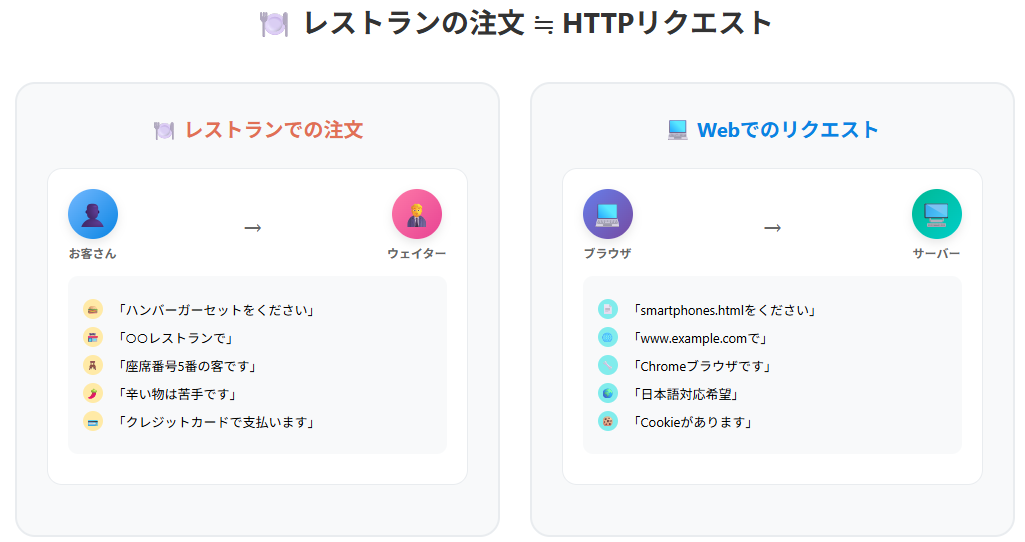 レストランの注文 ≒ HTTPリクエスト
レストランでの注文
お客さん
→
ウェイター
「ハンバーガーセットをください」
「○○レストランで」
「座席番号5番の客です」
「辛い物は苦手です」
「クレジットカードで支払います」
Webでのリクエスト
ブラウザ
→
サーバー
「smartphones.htmlをください」
「www.example.comで」
「Chromeブラウザです」
「日本語対応希望」
「Cookieがあります」